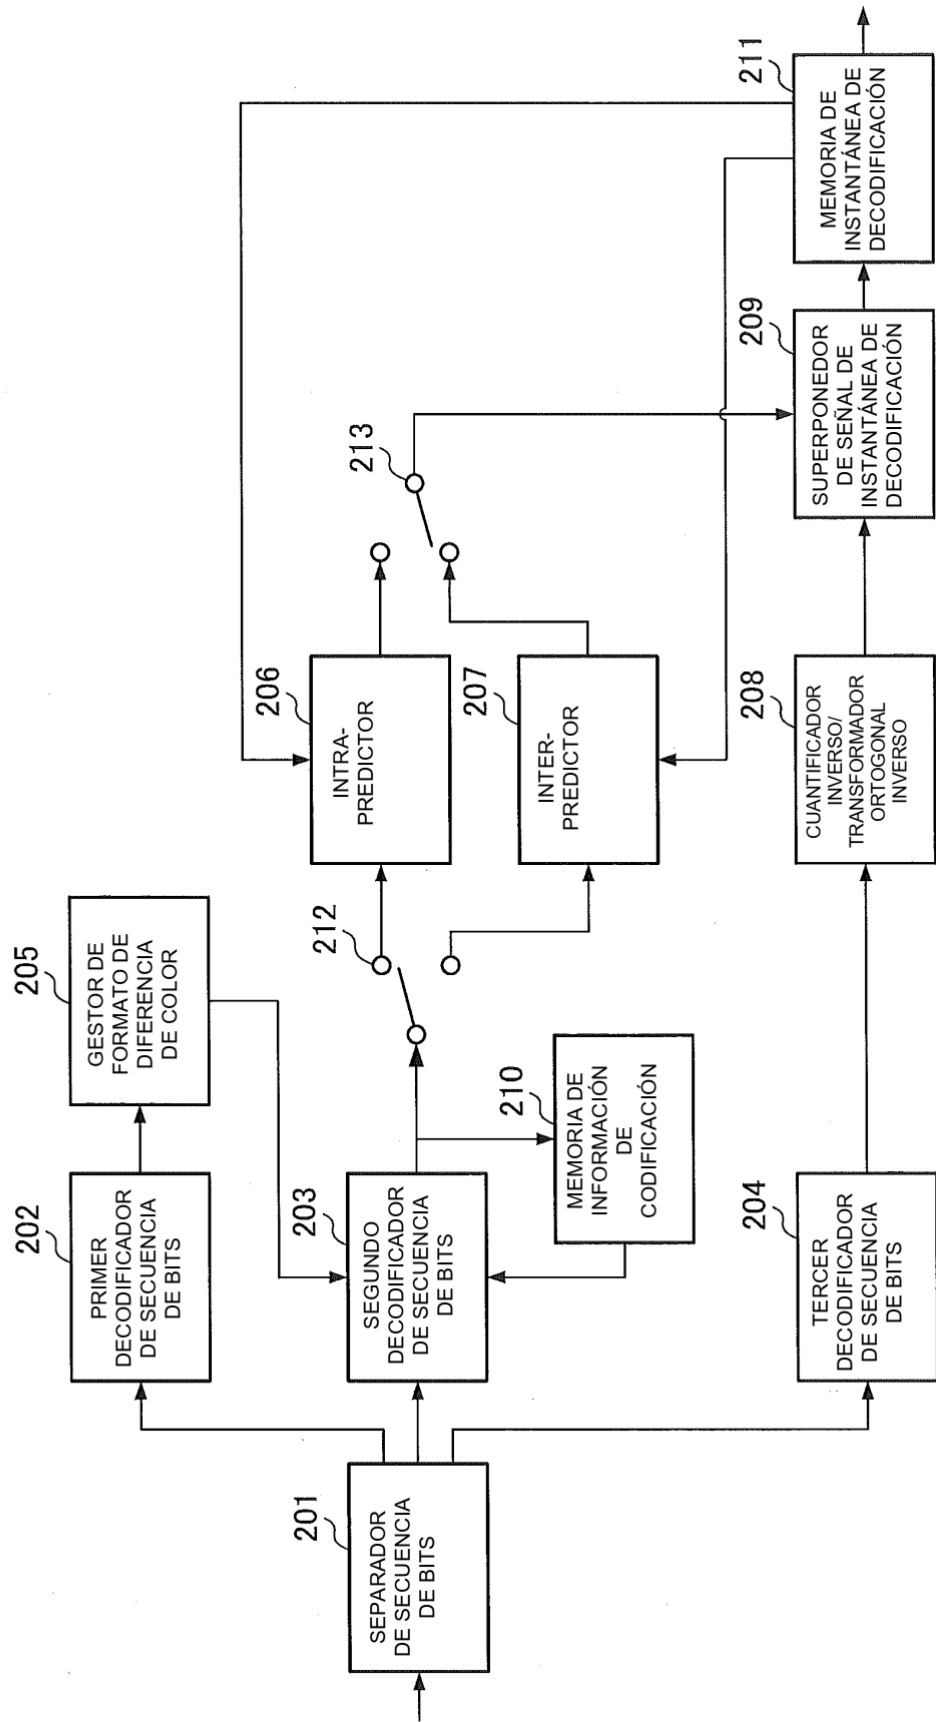 201
SEPARADOR
DE SECUENCIA
DE BITS
202
PRIMER
DECODIFICADOR
DE SECUENCIA
DE BITS
205
GESTOR DE
FORMATO DE
DIFERENCIA
DE COLOR
203
SEGUNDO
DECODIFICADOR
DE SECUENCIA
DE BITS
210
MEMORIA DE
INFORMACIÓN
DE
CODIFICACIÓN
204
TERCER
DECODIFICADOR
DE SECUENCIA
DE BITS
212
206
INTRA-
PREDICTOR
207
INTER-
PREDICTOR
213
208
CUANTIFICADOR
INVERSO/
TRANSFORMADOR
ORTOGONAL
INVERSO
209
SUPERPONEDOR
DE SEÑAL DE
INSTANTÁNEA DE
DECODIFICACIÓN
211
MEMORIA DE
INSTANTÁNEA DE
DECODIFICACIÓN